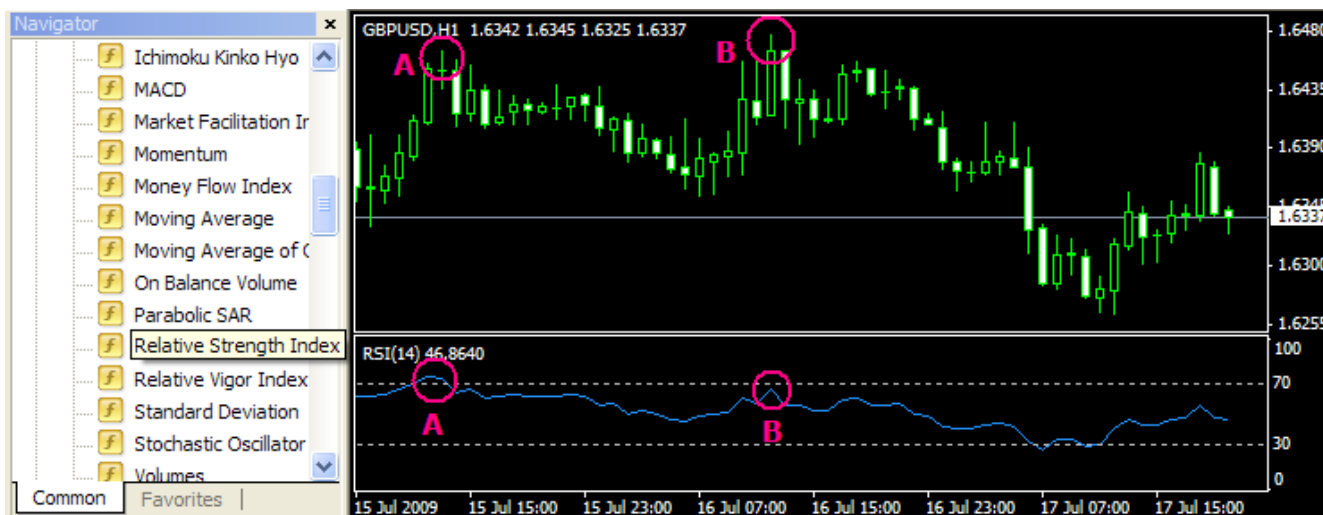 Navigator x
Ichimoku Kinko Hyo
MACD
Market Facilitation Ir
Momentum
Money Flow Index
Moving Average
Moving Average of
On Balance Volume
Parabolic SAR
Relative Strength Index
Relative Vigor Index
Standard Deviation
Stochastic Oscillator
Volumes
Common Favorites
GBPUSD,H1 1.6342 1.6345 1.6325 1.6337
A
B
1.6480
1.6435
1.6390
1.6345
1.6337
1.6300
1.6255
RSI(14) 46.8640
A
B
100
70
30
0
15 Jul 2009 15 Jul 15:00 15 Jul 23:00 16 Jul 07:00 16 Jul 15:00 16 Jul 23:00 17 Jul 07:00 17 Jul 15:00